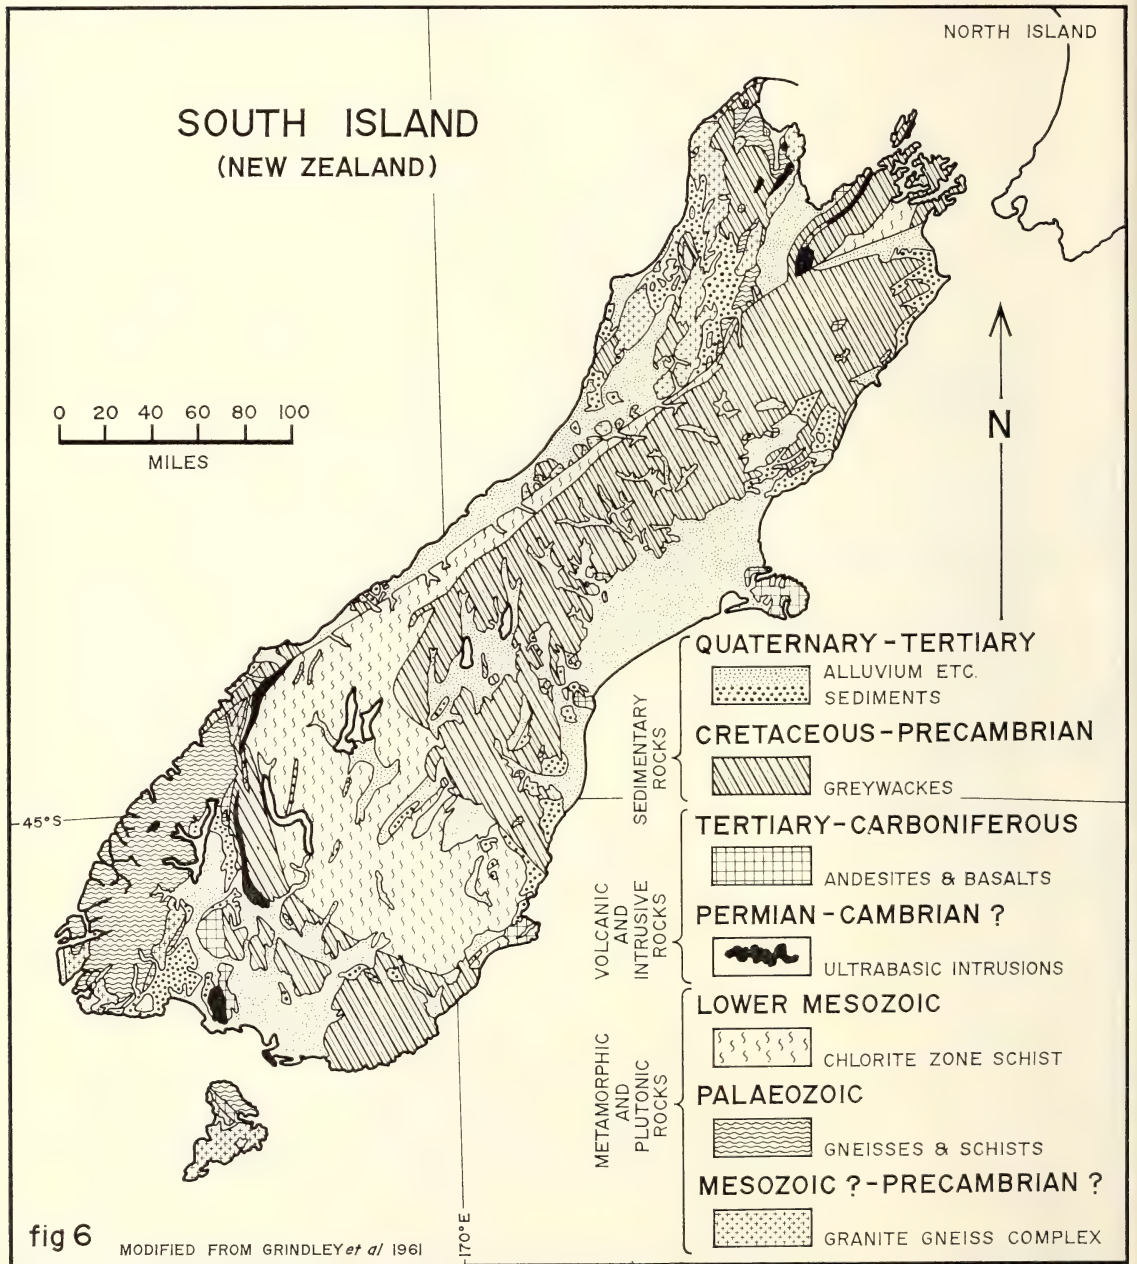 NORTH ISLAND
SOUTH ISLAND
(NEW ZEALAND)
0 20 40 60 80 100
MILES
N
45°S
170°E
SEDIMENTARY
ROCKS
QUATERNARY-TERTIARY
ALLUVIUM ETC.
SEDIMENTS
CRETACEOUS-PRECAMBRIAN
GREYWACKES
VOLCANIC
AND
INTRUSIVE
ROCKS
TERTIARY-CARBONIFEROUS
ANDESITES & BASALTS
PERMIAN-CAMBRIAN ?
ULTRABASIC INTRUSIONS
METAMORPHIC
AND
PLUTONIC
ROCKS
LOWER MESOZOIC
CHLORITE ZONE SCHIST
PALAEOZOIC
GNEISSES & SCHISTS
MESOZOIC ?-PRECAMBRIAN ?
GRANITE GNEISS COMPLEX
fig 6
MODIFIED FROM GRINDLEY et al 1961